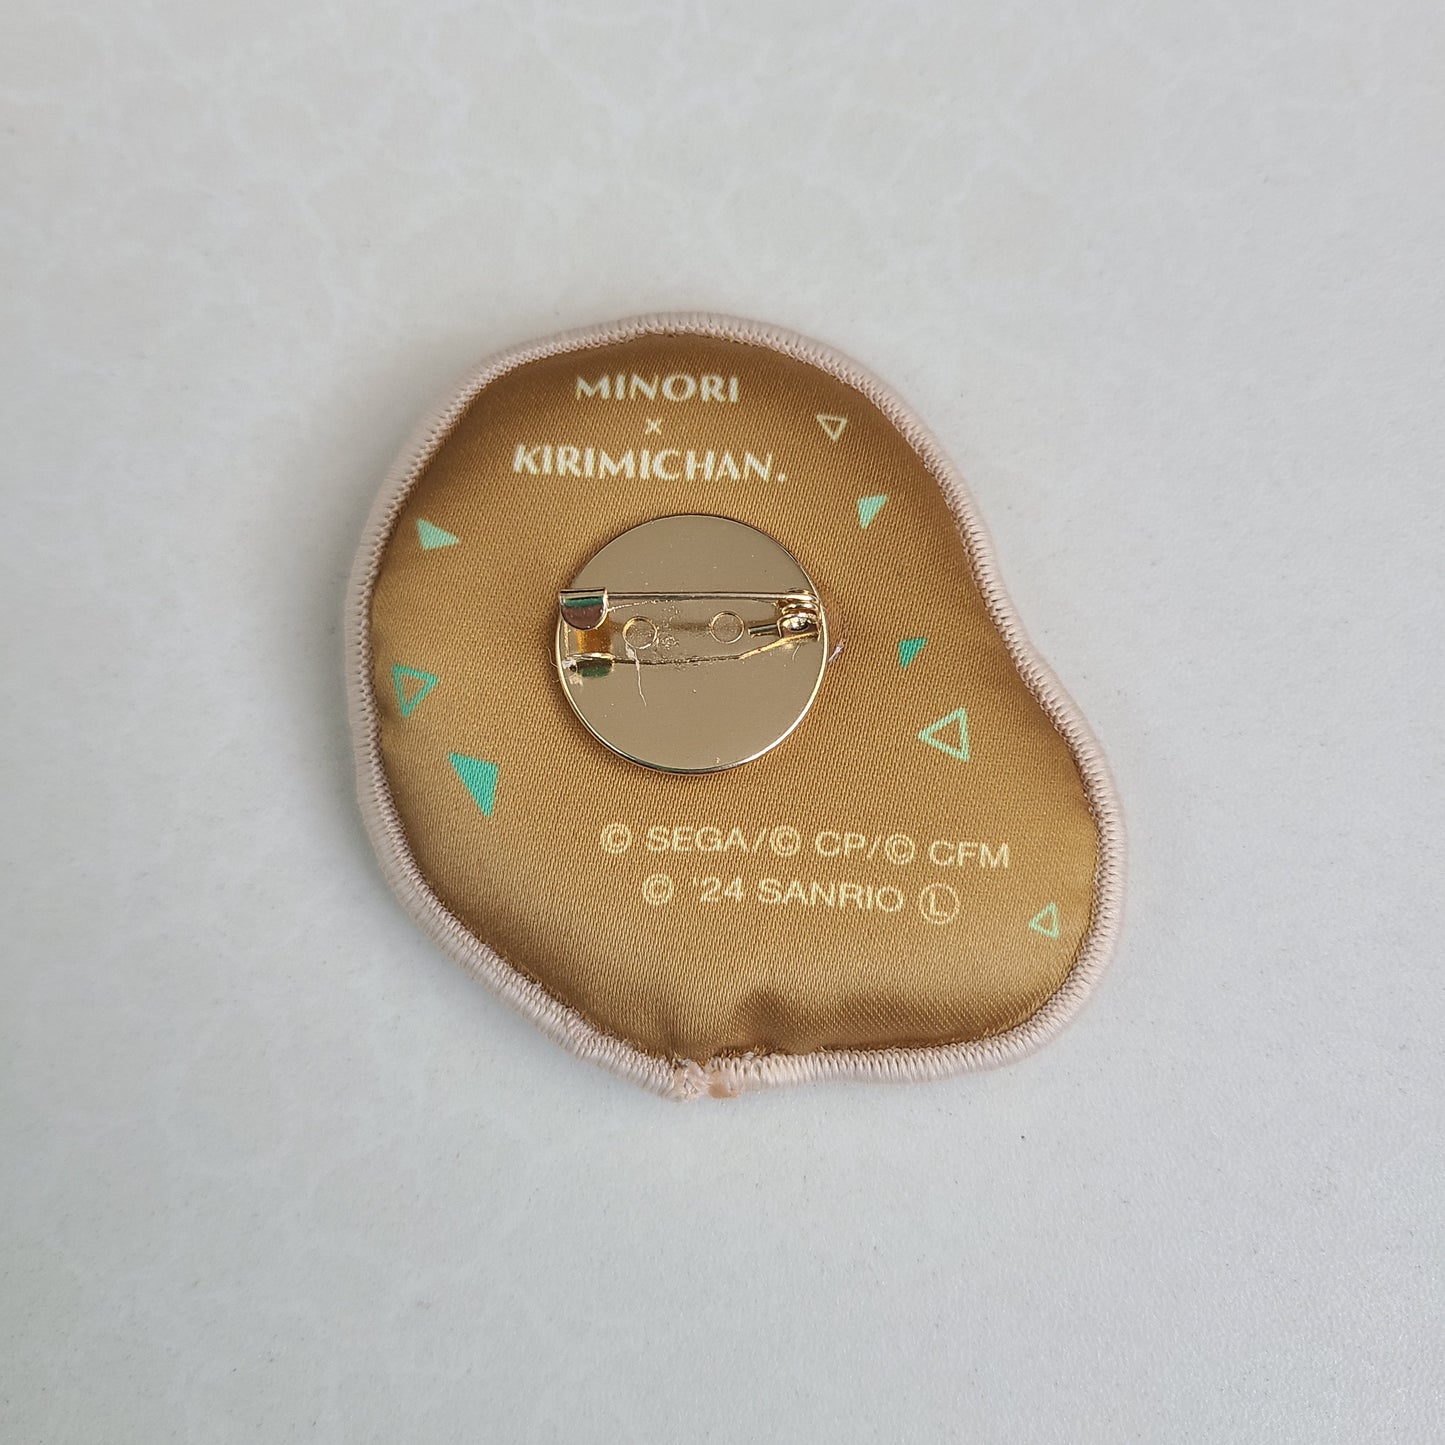 MINORI
x
KIRIMICHAN.
© SEGA/© CP/© CFM
© '24 SANRIO Ⓛ